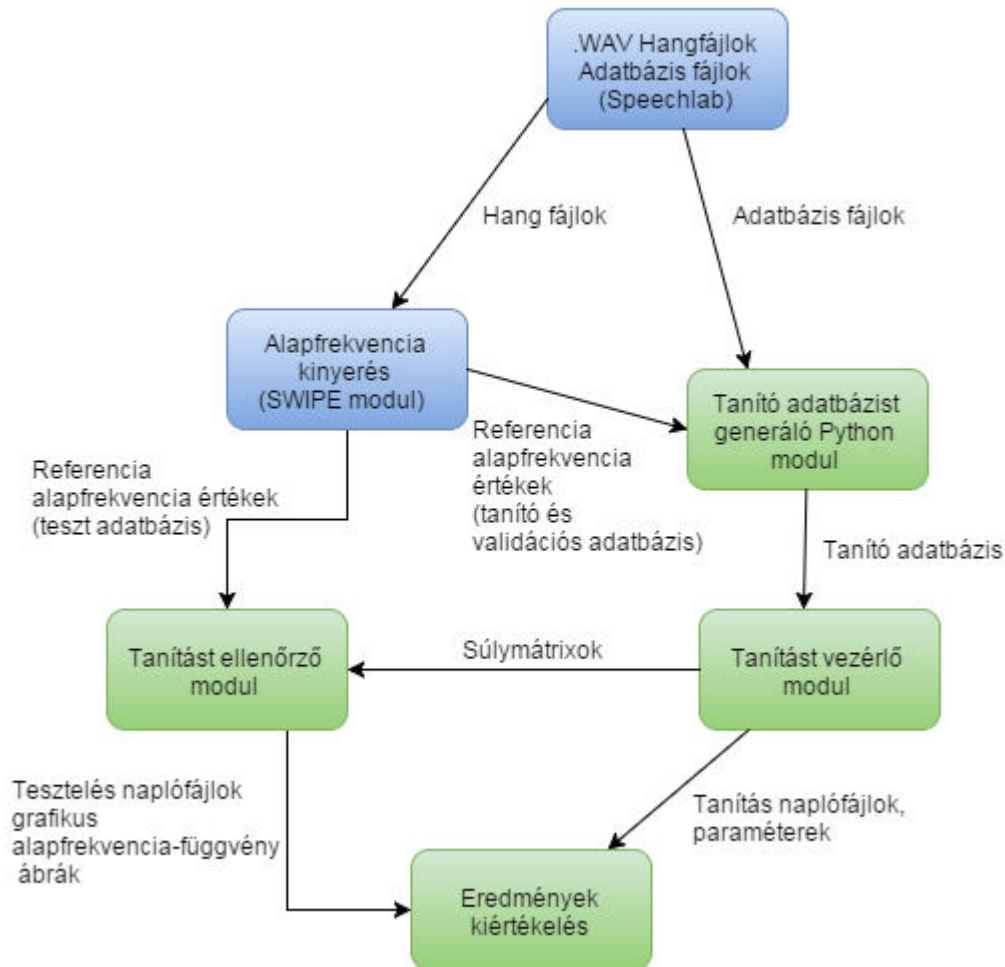 .WAV Hangfájlok
Adatbázis fájlok
(Speechlab)
Hang fájlok
Adatbázis fájlok
Alapfrekvencia
kinyerés
(SWIPE modul)
Tanító adatbázist
generáló Python
modul
Referencia
alapfrekvencia értékek
(teszt adatbázis)
Referencia
alapfrekvencia
értékek
(tanító és
validációs adatbázis)
Tanító adatbázis
Tanítást ellenőrző
modul
Súlymátrixok
Tanítást vezérlő
modul
Tesztelés naplófájlok
grafikus
alapfrekvencia-függvény
ábrák
Tanítás naplófájlok,
paraméterek
Eredmények
kiértékelés